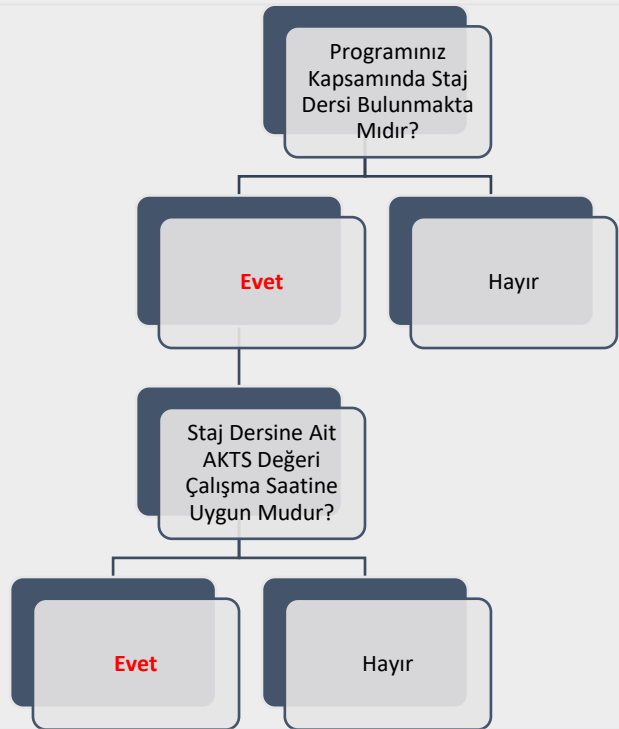 Programınız
Kapsamında Staj
Dersi Bulunmakta
Mıdır?
Evet
Hayır
Staj Dersine Ait
AKTS Değeri
Çalışma Saatine
Uygun Mudur?
Evet
Hayır